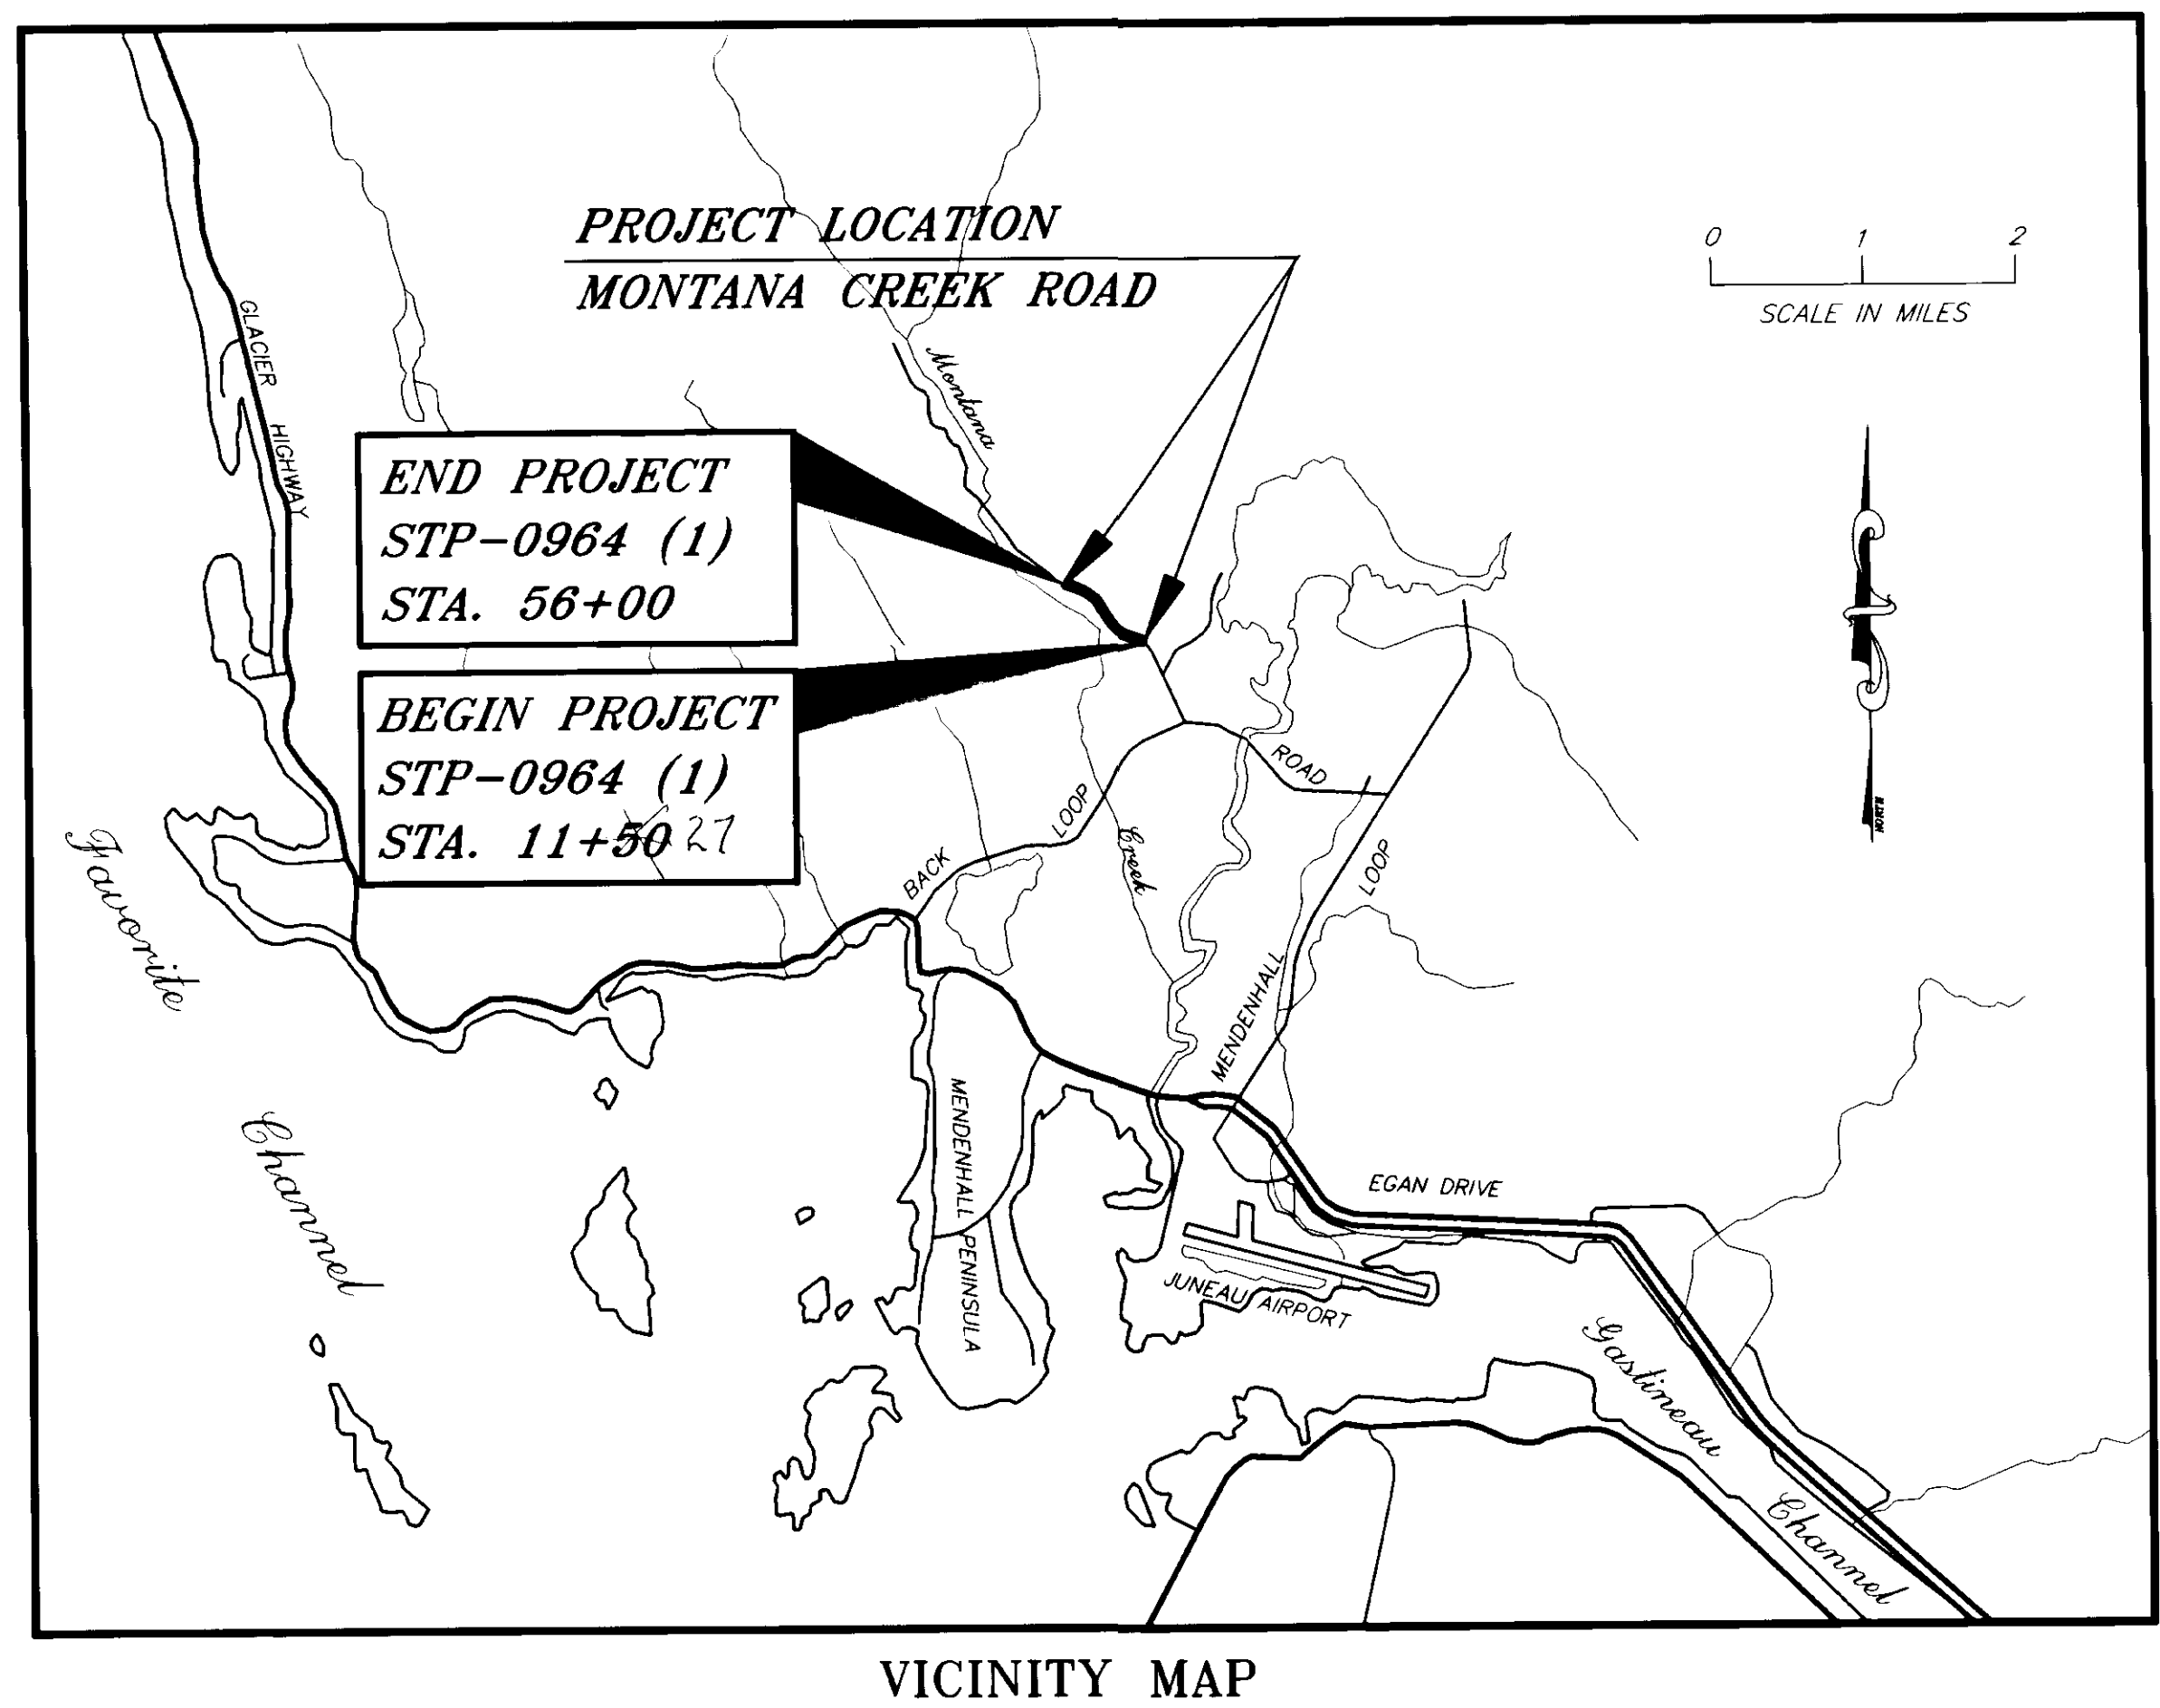 PROJECT LOCATION
MONTANA CREEK ROAD
0 1 2
SCALE IN MILES
GLACIER HIGHWAY
Montana
END PROJECT
STP-0964 (1)
STA. 56+00
BEGIN PROJECT
STP-0964 (1)
STA. 11+50 27
NORTH
ROAD
LOOP
BACK
Creek
LOOP
MENDENHALL
Favorite
Channel
MENDENHALL PENINSULA
EGAN DRIVE
JUNEAU AIRPORT
Gastineau
Channel
VICINITY MAP